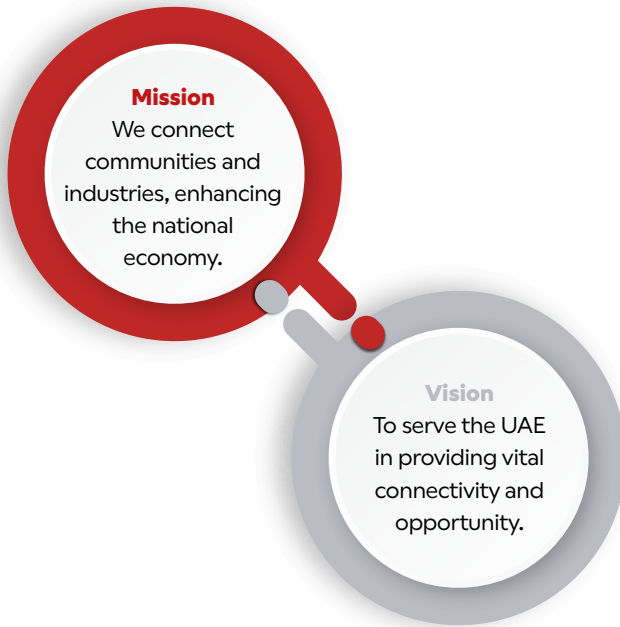 Mission
We connect
communities and
industries, enhancing
the national
economy.
Vision
To serve the UAE
in providing vital
connectivity and
opportunity.